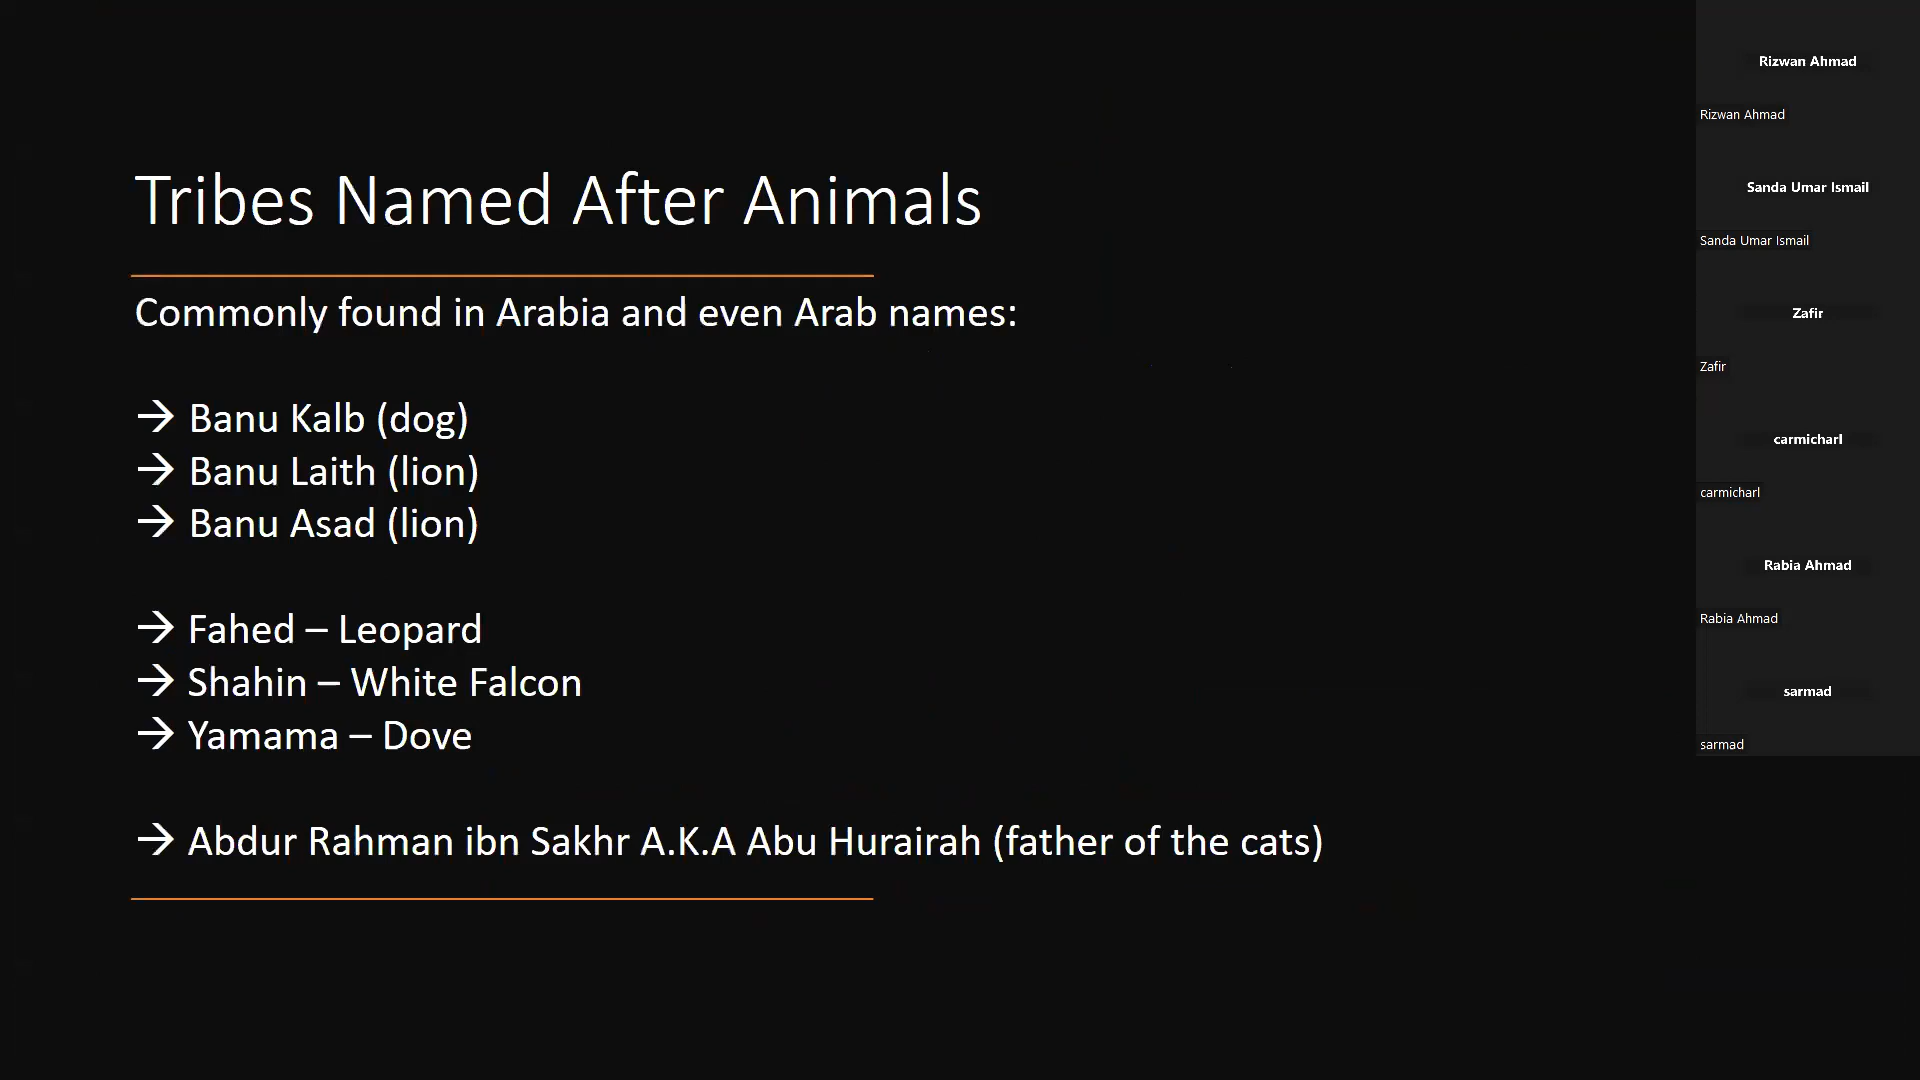 Tribes Named After Animals
Commonly found in Arabia and even Arab names:
→ Banu Kalb (dog)
→ Banu Laith (lion)
→ Banu Asad (lion)
→ Fahed – Leopard
→ Shahin – White Falcon
→ Yamama – Dove
→ Abdur Rahman ibn Sakhr A.K.A Abu Hurairah (father of the cats)
Rizwan Ahmad
Rizwan Ahmad
Sanda Umar Ismail
Sanda Umar Ismail
Zafir
Zafir
carmicharl
carmicharl
Rabia Ahmad
Rabia Ahmad
sarmad
sarmad